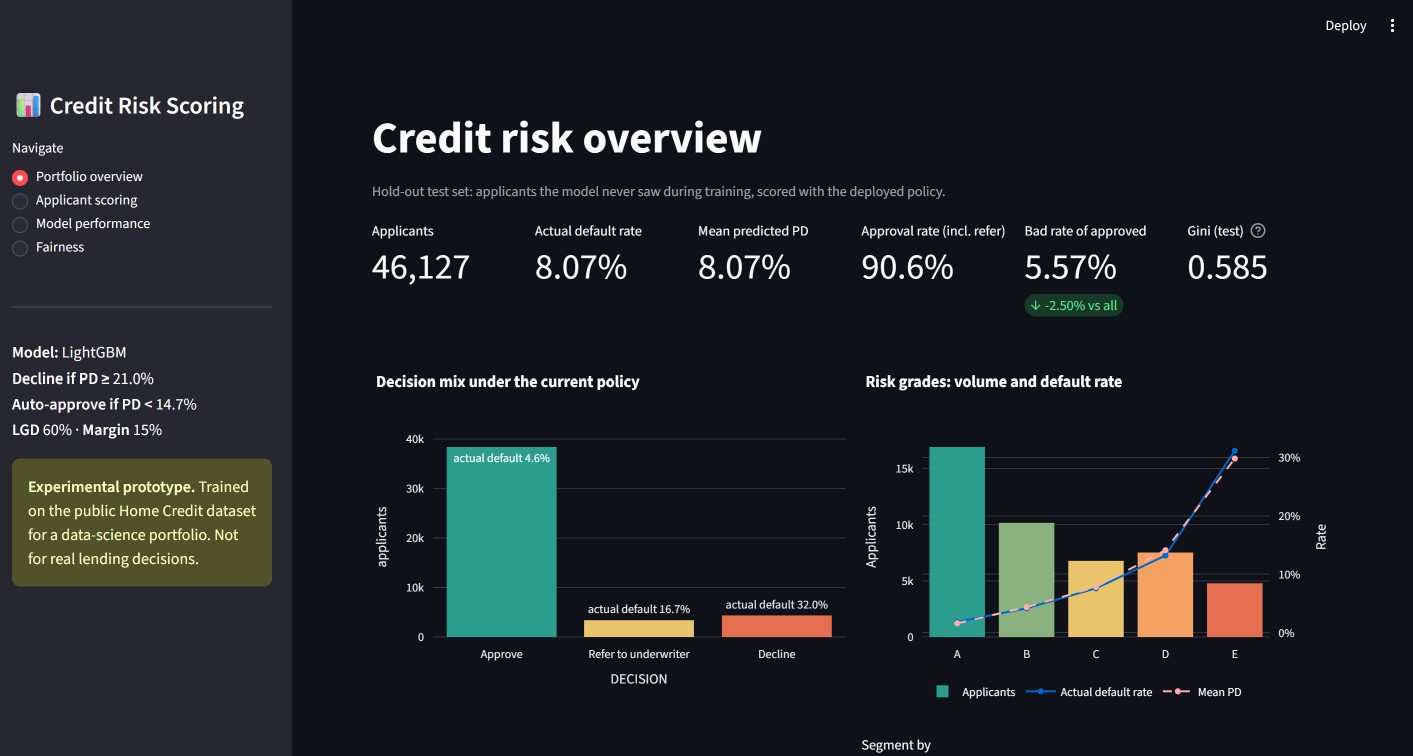 Deploy
📊 Credit Risk Scoring
Navigate
Portfolio overview
Applicant scoring
Model performance
Fairness
Model: LightGBM
Decline if PD ≥ 21.0%
Auto-approve if PD < 14.7%
LGD 60% · Margin 15%
Experimental prototype. Trained
on the public Home Credit dataset
for a data-science portfolio. Not
for real lending decisions.
Credit risk overview
Hold-out test set: applicants the model never saw during training, scored with the deployed policy.
Applicants
46,127
Actual default rate
8.07%
Mean predicted PD
8.07%
Approval rate (incl. refer)
90.6%
Bad rate of approved
5.57%
↓ -2.50% vs all
Gini (test)
0.585
Decision mix under the current policy
applicants
40k
30k
20k
10k
0
actual default 4.6%
actual default 16.7%
actual default 32.0%
Approve
Refer to underwriter
Decline
DECISION
Risk grades: volume and default rate
Applicants
15k
10k
5k
0
30%
20%
10%
0%
Rate
A
B
C
D
E
Applicants
Actual default rate
Mean PD
Segment by